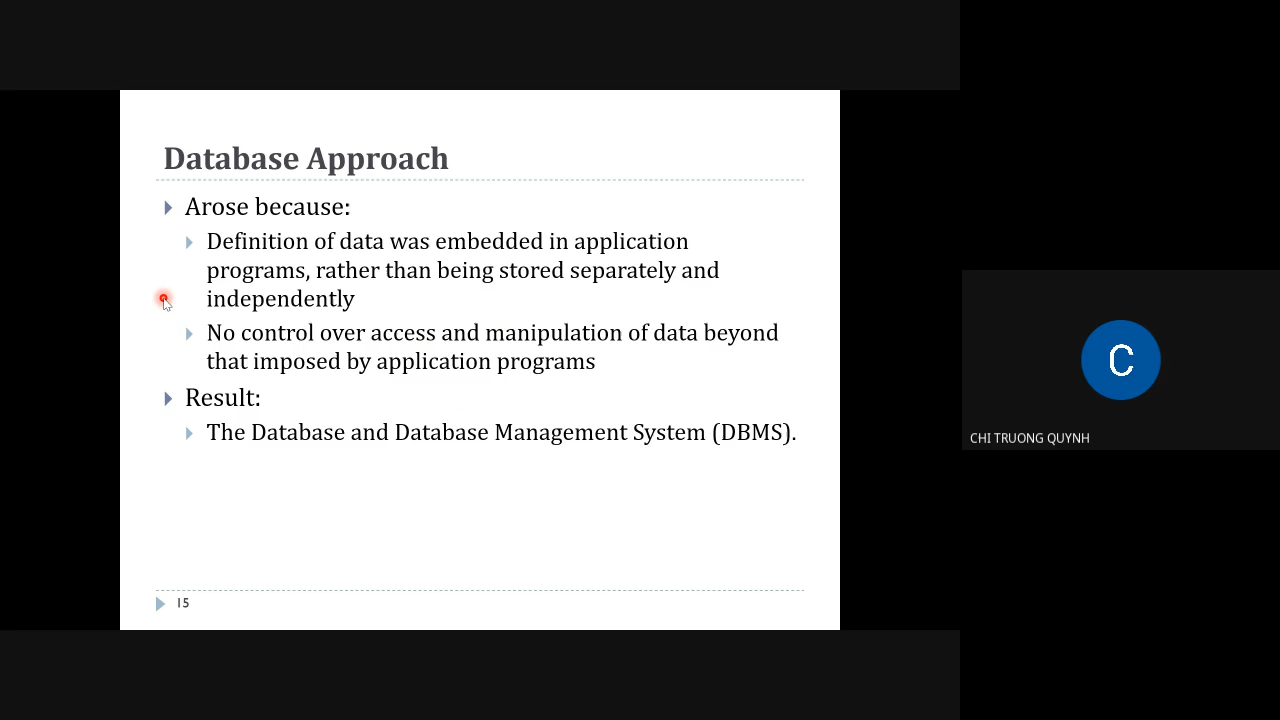 Database Approach
Arose because:
Definition of data was embedded in application
programs, rather than being stored separately and
independently
No control over access and manipulation of data beyond
that imposed by application programs
Result:
The Database and Database Management System (DBMS).
15
C
CHI TRUONG QUYNH